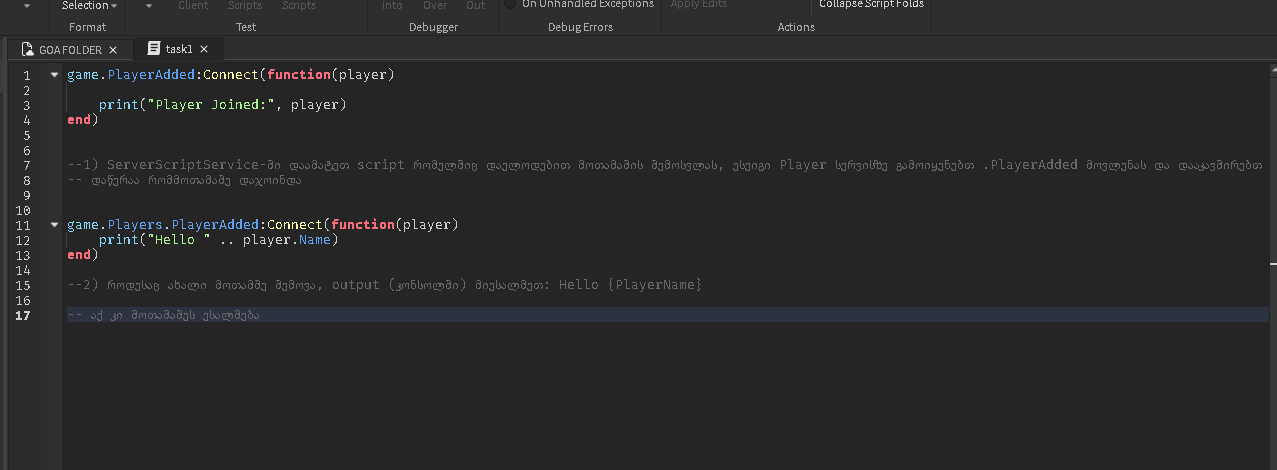 Selection
Client
Scripts
Scripts
Into
Over
Out
On Unhandled Exceptions
Apply Edits
Collapse Script Folds
Format
Test
Debugger
Debug Errors
Actions
GOAFOLDER
task1
1 game.PlayerAdded:Connect(function(player)
2
3 print("Player Joined:", player)
4 end)
5
6
7 --1) ServerScriptService-ში დაამატეთ script რომელშიც დაელოდებით მოთამაშის შემოსვლას, ესეიგი Player სერვისზე გამოიყენებთ .PlayerAdded მოვლენას და დააკავშირებთ
8 -- დაწერაა რომმოთამაშე დაჯოინდა
9
10
11 game.Players.PlayerAdded:Connect(function(player)
12 print("Hello " .. player.Name)
13 end)
14
15 --2) როდესაც ახალი მოთამშე შემოვა, output (კონსოლში) მიესალმეთ: Hello {PlayerName}
16
17 -- აქ კი მოთამაშეს ესალმება